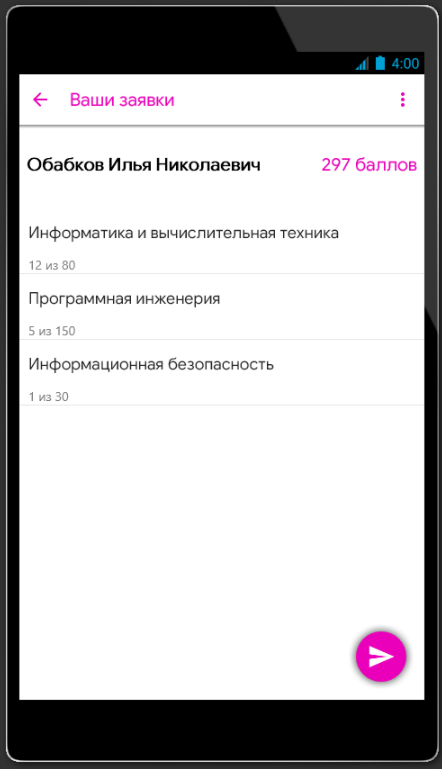 4:00
Ваши заявки
Обабков Илья Николаевич 297 баллов
Информатика и вычислительная техника
12 из 80
Программная инженерия
5 из 150
Информационная безопасность
1 из 30